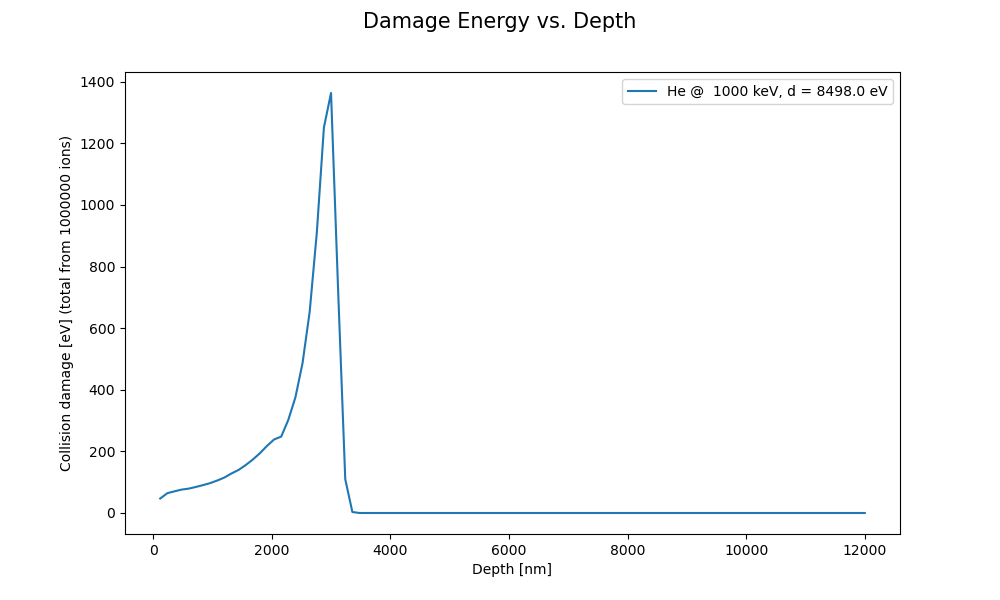 Damage Energy vs. Depth
He @  1000 keV, d = 8498.0 eV
Collision damage [eV] (total from 1000000 ions)
1400
1200
1000
800
600
400
200
0
0 2000 4000 6000 8000 10000 12000
Depth [nm]